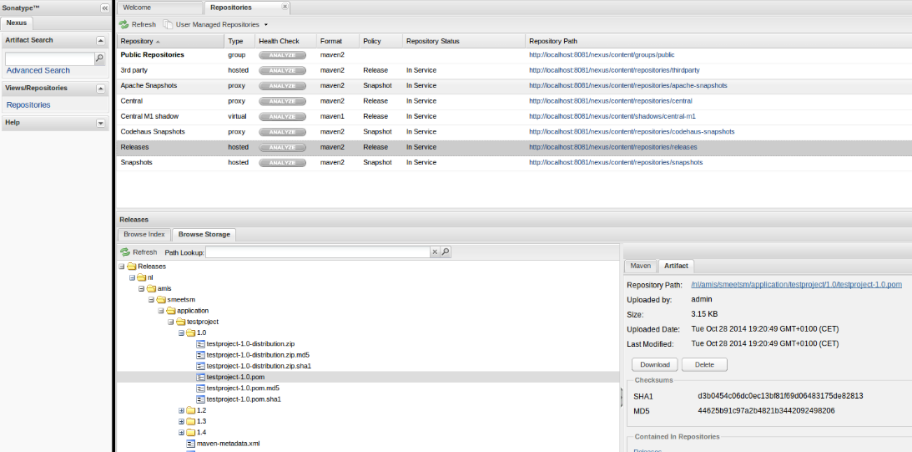 Sonatype™
Nexus
Artifact Search
Advanced Search
Views/Repositories
Repositories
Help
Welcome
Repositories
Refresh User Managed Repositories
Repository Type Health Check Format Policy Repository Status Repository Path
Public Repositories group ANALYZE maven2 http://localhost:8081/nexus/content/groups/public
3rd party hosted ANALYZE maven2 Release In Service http://localhost:8081/nexus/content/repositories/thirdparty
Apache Snapshots proxy ANALYZE maven2 Snapshot In Service http://localhost:8081/nexus/content/repositories/apache-snapshots
Central proxy ANALYZE maven2 Release In Service http://localhost:8081/nexus/content/repositories/central
Central M1 shadow virtual ANALYZE maven1 Release In Service http://localhost:8081/nexus/content/shadows/central-m1
Codehaus Snapshots proxy ANALYZE maven2 Snapshot In Service http://localhost:8081/nexus/content/repositories/codehaus-snapshots
Releases hosted ANALYZE maven2 Release In Service http://localhost:8081/nexus/content/repositories/releases
Snapshots hosted ANALYZE maven2 Snapshot In Service http://localhost:8081/nexus/content/repositories/snapshots
Releases
Browse Index Browse Storage
Refresh Path Lookup:
Releases
nl
amis
smeetsm
application
testproject
1.0
testproject-1.0-distribution.zip
testproject-1.0-distribution.zip.md5
testproject-1.0-distribution.zip.sha1
testproject-1.0.pom
testproject-1.0.pom.md5
testproject-1.0.pom.sha1
1.2
1.3
1.4
maven-metadata.xml
Maven Artifact
Repository Path: /nl/amis/smeetsm/application/testproject/1.0/testproject-1.0.pom
Uploaded by: admin
Size: 3.15 KB
Uploaded Date: Tue Oct 28 2014 19:20:49 GMT+0100 (CET)
Last Modified: Tue Oct 28 2014 19:20:49 GMT+0100 (CET)
Download Delete
Checksums
SHA1 d3b0454c06dc0ec13bf81f69d06483175de82813
MD5 44625b91c97a2b4821b3442092498206
Contained In Repositories
Releases